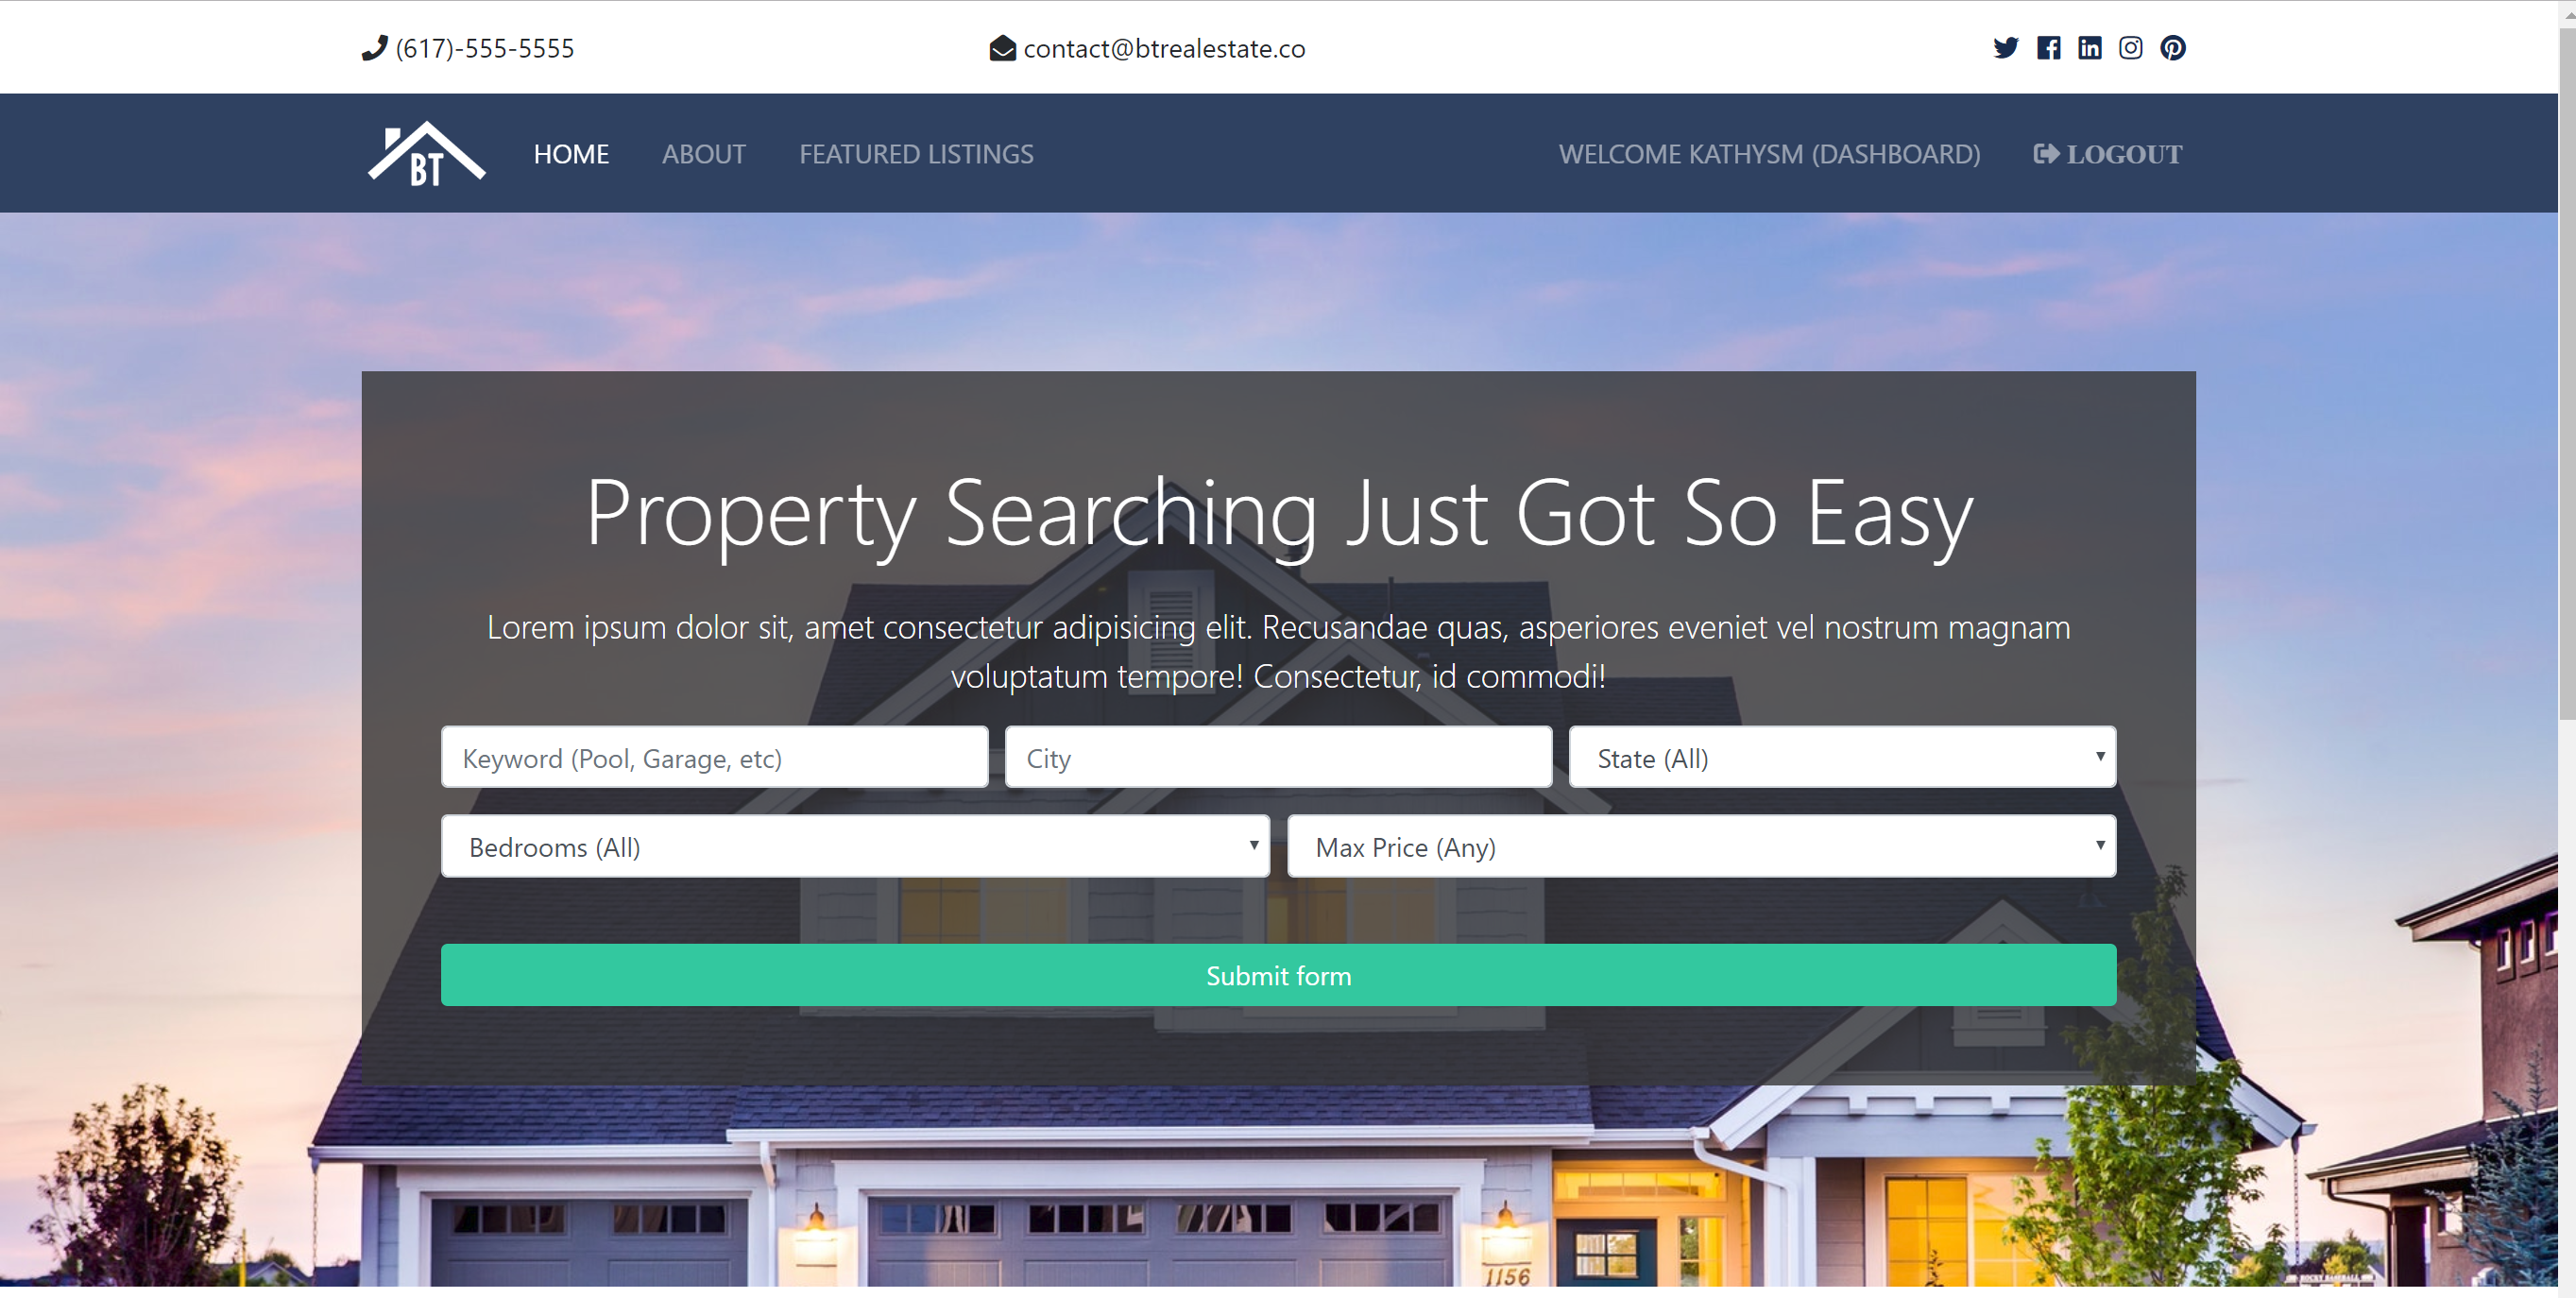 (617)-555-5555
contact@btrealestate.co
BT
HOME
ABOUT
FEATURED LISTINGS
WELCOME KATHYSM (DASHBOARD)
LOGOUT
Property Searching Just Got So Easy
Lorem ipsum dolor sit, amet consectetur adipisicing elit. Recusandae quas, asperiores eveniet vel nostrum magnam
voluptatum tempore! Consectetur, id commodi!
Keyword (Pool, Garage, etc)
City
State (All)
Bedrooms (All)
Max Price (Any)
Submit form
1156